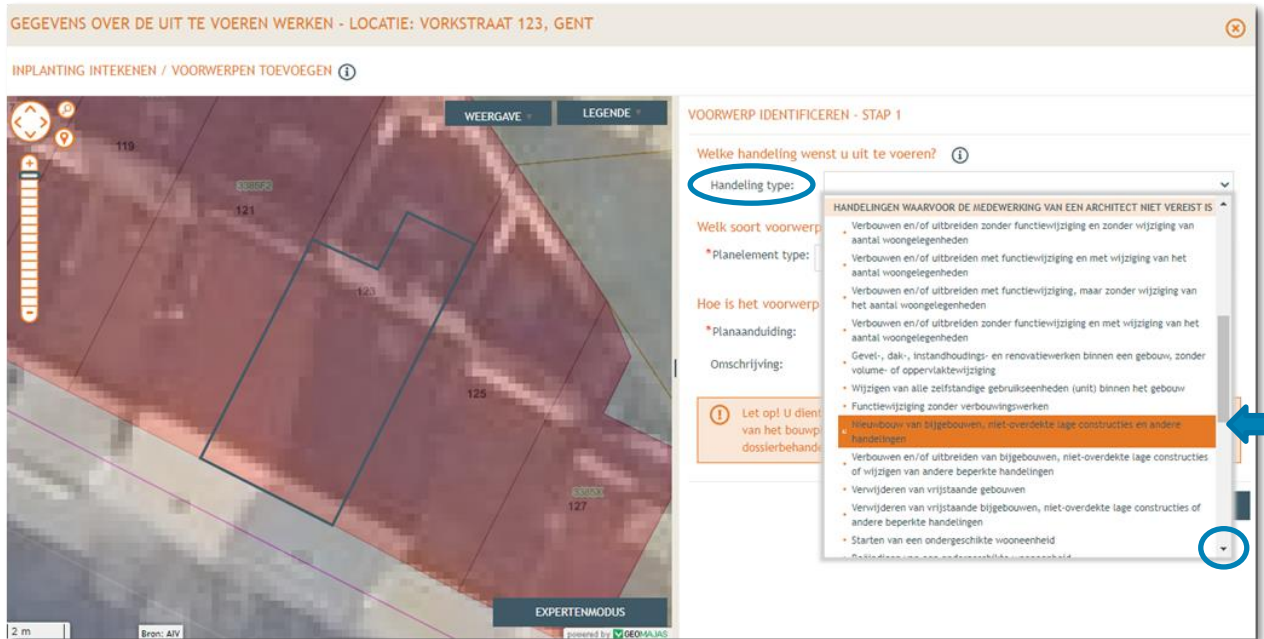 GEGEVENS OVER DE UIT TE VOEREN WERKEN - LOCATIE: VORKSTRAAT 123, GENT
INPLANTING INTEKENEN / VOORWERPEN TOEVOEGEN
WEERGAVE
LEGENDE
119
3385F2
121
123
125
3385X
127
EXPERTENMODUS
2 m
Bron: AIV
powered by GEOMAJAS
VOORWERP IDENTIFICEREN - STAP 1
Welke handeling wenst u uit te voeren?
Handeling type:
HANDELINGEN WAARVOOR DE MEDEWERKING VAN EEN ARCHITECT NIET VEREIST IS
Verbouwen en/of uitbreiden zonder functiewijziging en zonder wijziging van
aantal woongelegenheden
Verbouwen en/of uitbreiden met functiewijziging en met wijziging van het
aantal woongelegenheden
Verbouwen en/of uitbreiden met functiewijziging, maar zonder wijziging van
het aantal woongelegenheden
Verbouwen en/of uitbreiden zonder functiewijziging en met wijziging van het
aantal woongelegenheden
Gevel-, dak-, instandhoudings- en renovatiewerken binnen een gebouw, zonder
volume- of oppervlaktewijziging
Wijzigen van alle zelfstandige gebruikseenheden (unit) binnen het gebouw
Functiewijziging zonder verbouwingswerken
Nieuwbouw van bijgebouwen, niet-overdekte lage constructies en andere
handelingen
Verbouwen en/of uitbreiden van bijgebouwen, niet-overdekte lage constructies
of wijzigen van andere beperkte handelingen
Verwijderen van vrijstaande gebouwen
Verwijderen van vrijstaande bijgebouwen, niet-overdekte lage constructies of
andere beperkte handelingen
Starten van een ondergeschikte wooneenheid
Welk soort voorwerp
*Planelement type:
Hoe is het voorwerp
*Planaanduiding:
Omschrijving:
Let op! U dient
van het bouwp
dossierbehand